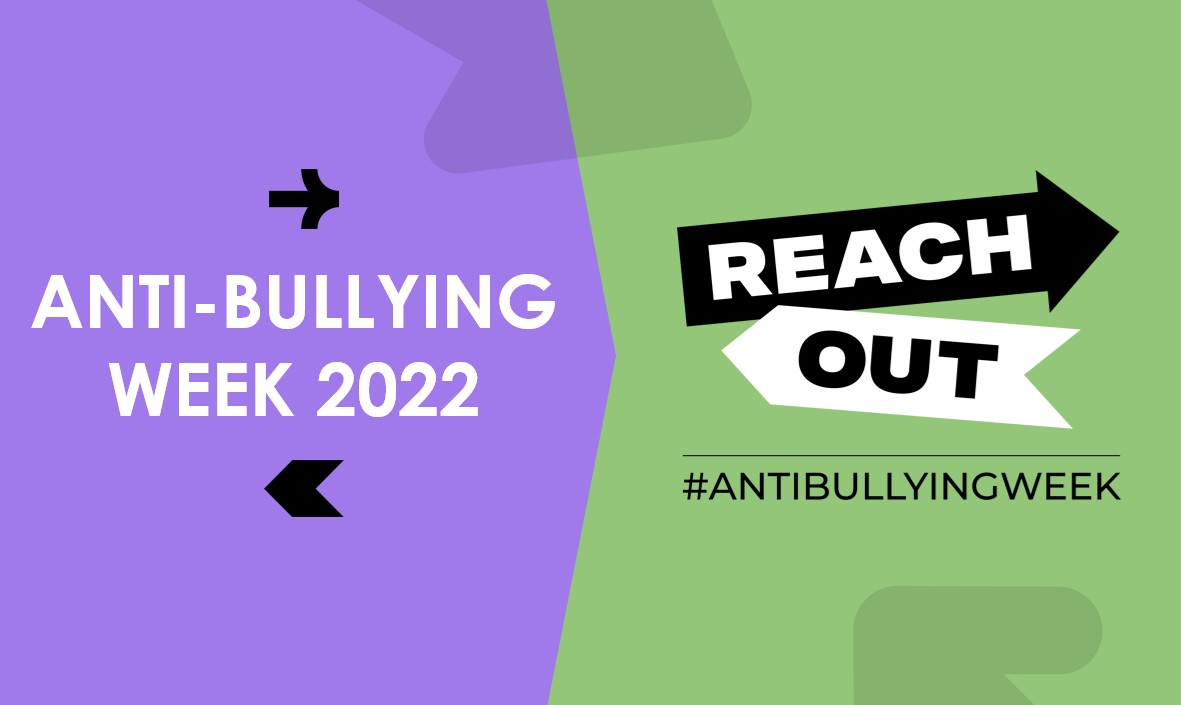 ANTI-BULLYING
WEEK 2022
REACH
OUT
#ANTIBULLYINGWEEK